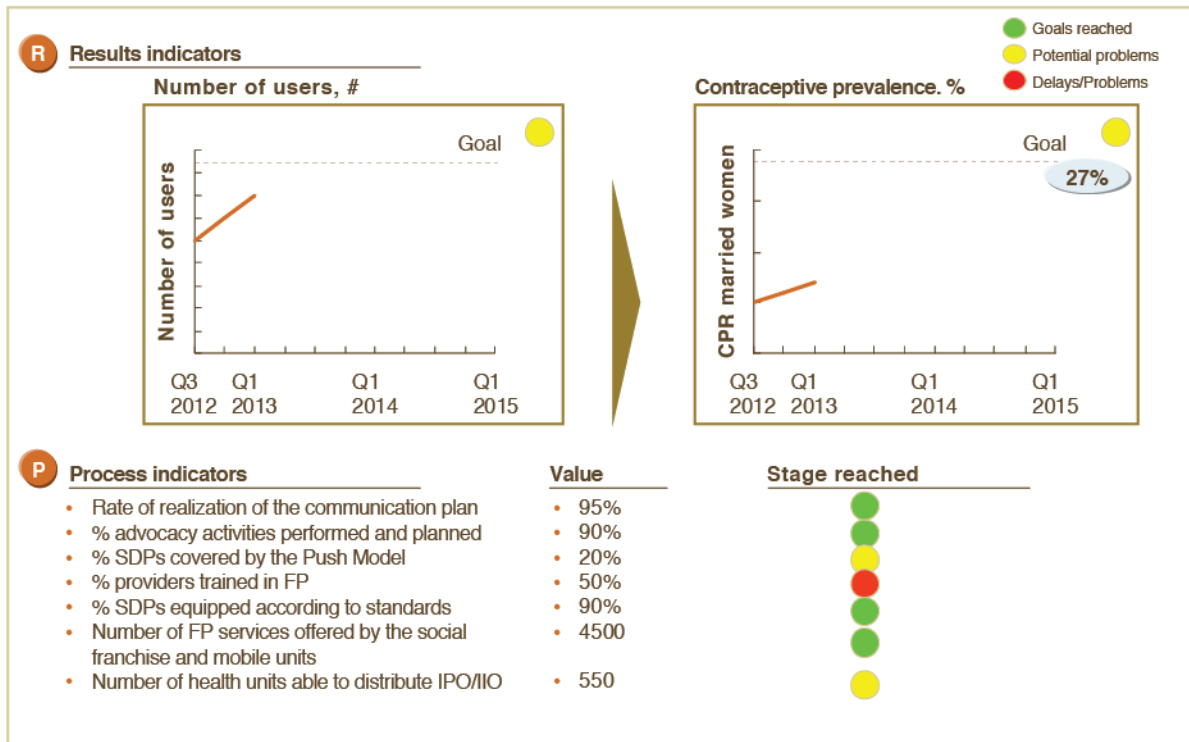 Goals reached
Potential problems
Delays/Problems
R Results indicators
Number of users, #
Goal
Number of users
Q3 Q1 Q1 Q1
2012 2013 2014 2015
Contraceptive prevalence. %
Goal
27%
CPR married women
Q3 Q1 Q1 Q1
2012 2013 2014 2015
P Process indicators Value Stage reached
• Rate of realization of the communication plan • 95%
• % advocacy activities performed and planned • 90%
• % SDPs covered by the Push Model • 20%
• % providers trained in FP • 50%
• % SDPs equipped according to standards • 90%
• Number of FP services offered by the social • 4500
franchise and mobile units
• Number of health units able to distribute IPO/IIO • 550